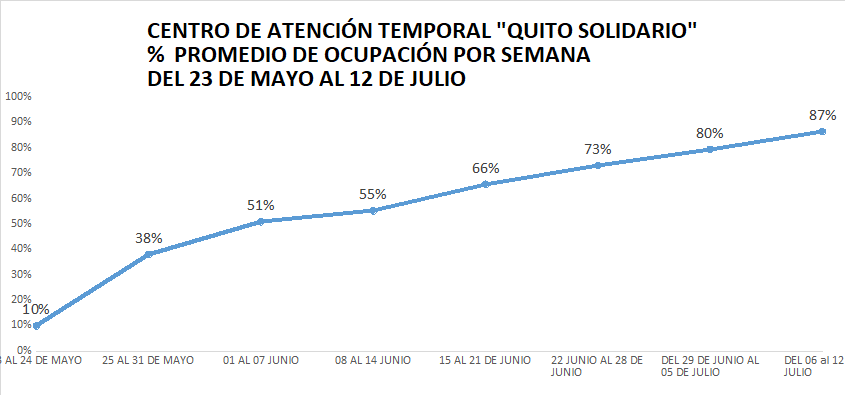 CENTRO DE ATENCIÓN TEMPORAL "QUITO SOLIDARIO"
% PROMEDIO DE OCUPACIÓN POR SEMANA
DEL 23 DE MAYO AL 12 DE JULIO
100%
90%
80%
70%
60%
50%
40%
30%
20%
10%
0%
10%
38%
51%
55%
66%
73%
80%
87%
3 AL 24 DE MAYO
25 AL 31 DE MAYO
01 AL 07 JUNIO
08 AL 14 JUNIO
15 AL 21 DE JUNIO
22 JUNIO AL 28 DE
JUNIO
DEL 29 DE JUNIO AL
05 DE JULIO
DEL 06 al 12
JULIO